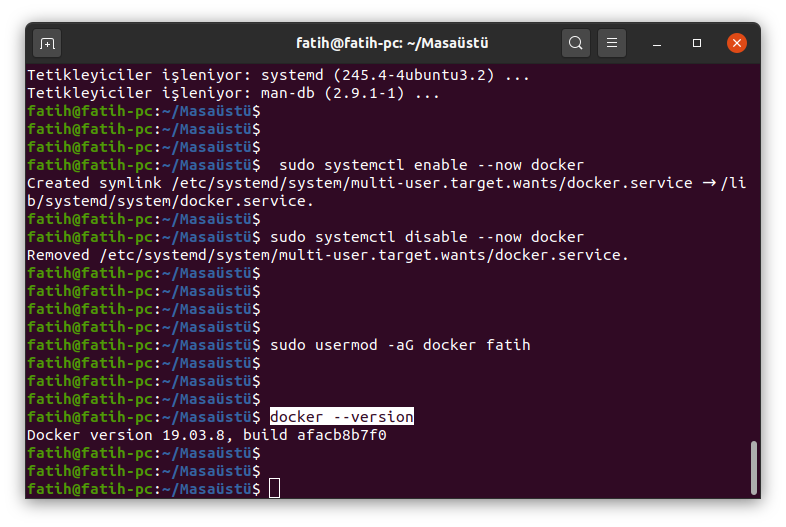 fatih@fatih-pc: ~/Masaüstü
Tetikleyiciler işleniyor: systemd (245.4-4ubuntu3.2) ...
Tetikleyiciler işleniyor: man-db (2.9.1-1) ...
fatih@fatih-pc:~/Masaüstü$
fatih@fatih-pc:~/Masaüstü$
fatih@fatih-pc:~/Masaüstü$
fatih@fatih-pc:~/Masaüstü$  sudo systemctl enable --now docker
Created symlink /etc/systemd/system/multi-user.target.wants/docker.service → /li
b/systemd/system/docker.service.
fatih@fatih-pc:~/Masaüstü$
fatih@fatih-pc:~/Masaüstü$ sudo systemctl disable --now docker
Removed /etc/systemd/system/multi-user.target.wants/docker.service.
fatih@fatih-pc:~/Masaüstü$
fatih@fatih-pc:~/Masaüstü$
fatih@fatih-pc:~/Masaüstü$
fatih@fatih-pc:~/Masaüstü$ sudo usermod -aG docker fatih
fatih@fatih-pc:~/Masaüstü$
fatih@fatih-pc:~/Masaüstü$
fatih@fatih-pc:~/Masaüstü$
fatih@fatih-pc:~/Masaüstü$ docker --version
Docker version 19.03.8, build afacb8b7f0
fatih@fatih-pc:~/Masaüstü$
fatih@fatih-pc:~/Masaüstü$
fatih@fatih-pc:~/Masaüstü$